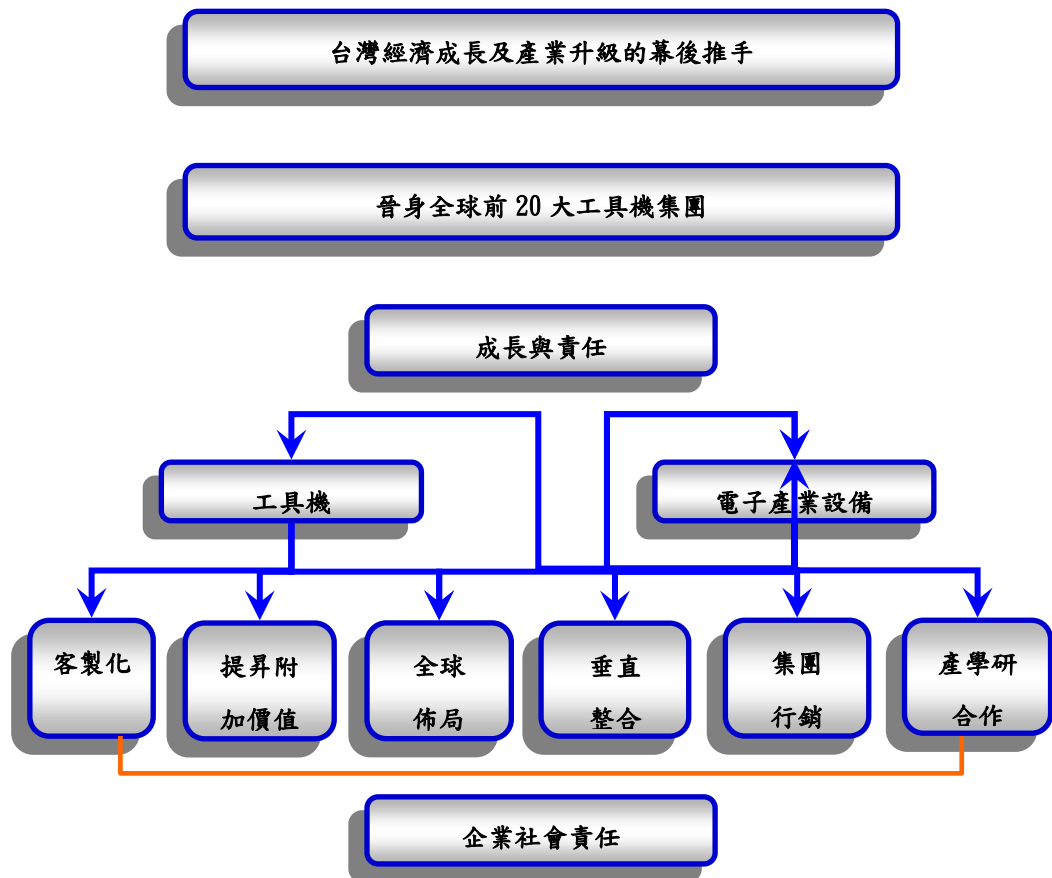 台灣經濟成長及產業升級的幕後推手
晉身全球前 20 大工具機集團
成長與責任
工具機
電子產業設備
客製化
提昇附
加價值
全球
佈局
垂直
整合
集團
行銷
產學研
合作
企業社會責任